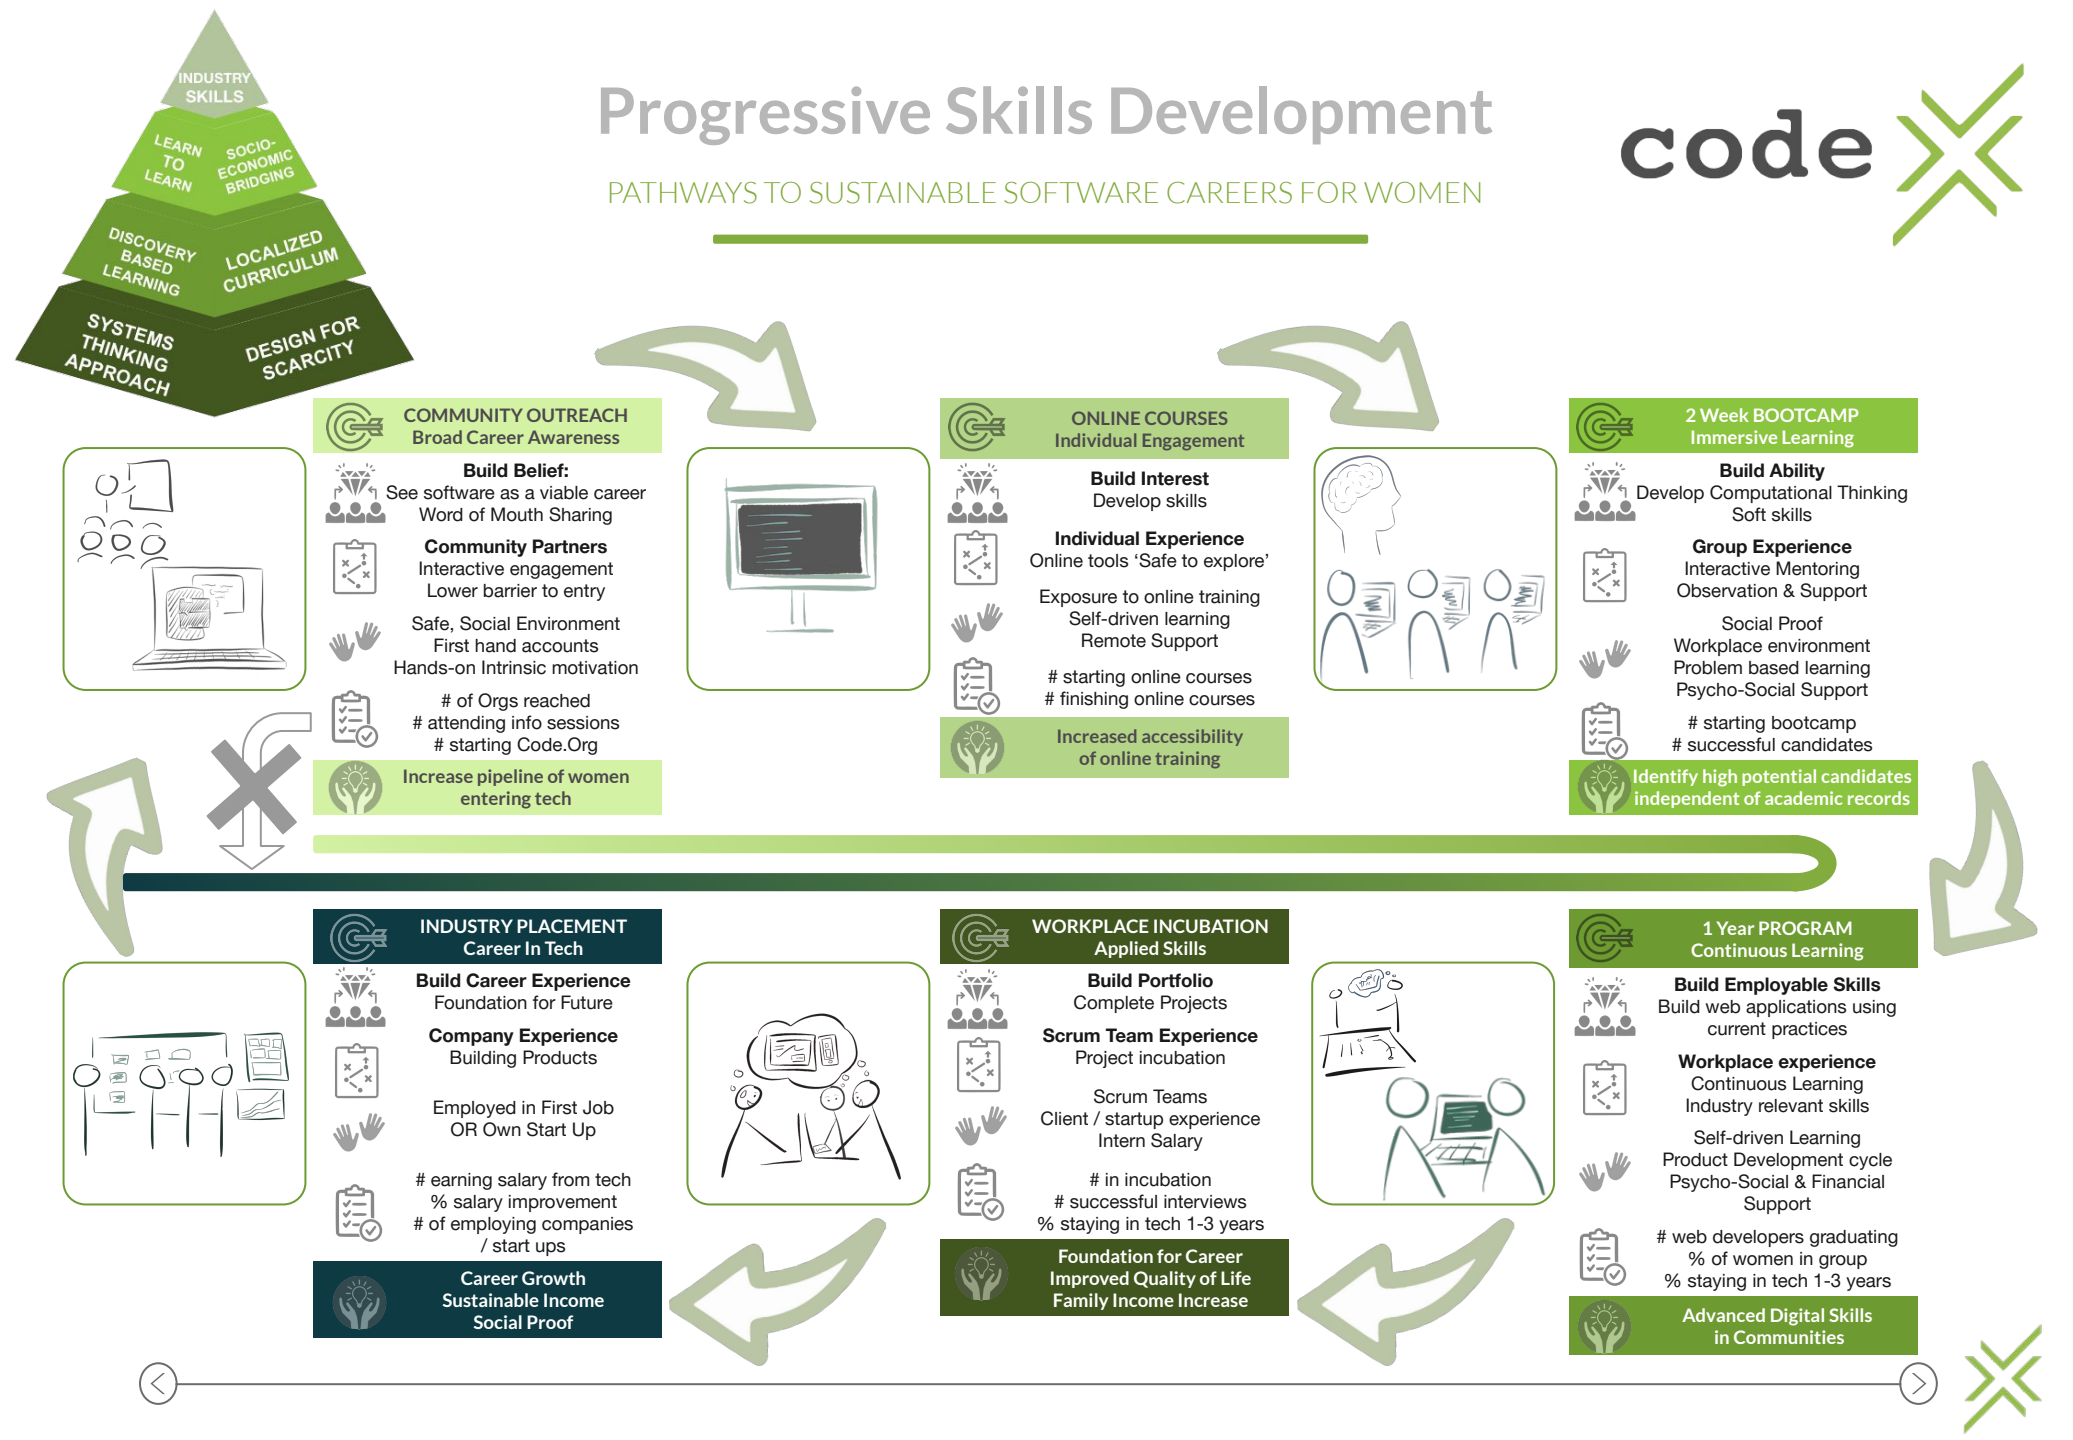 INDUSTRY
SKILLS
LEARN
TO
LEARN
SOCIO-
ECONOMIC
BRIDGING
DISCOVERY
BASED
LEARNING
LOCALIZED
CURRICULUM
SYSTEMS
THINKING
APPROACH
DESIGN FOR
SCARCITY
Progressive Skills Development
PATHWAYS TO SUSTAINABLE SOFTWARE CAREERS FOR WOMEN
code
COMMUNITY OUTREACH
Broad Career Awareness
Build Belief:
See software as a viable career
Word of Mouth Sharing
Community Partners
Interactive engagement
Lower barrier to entry
Safe, Social Environment
First hand accounts
Hands-on Intrinsic motivation
# of Orgs reached
# attending info sessions
# starting Code.Org
Increase pipeline of women
entering tech
ONLINE COURSES
Individual Engagement
Build Interest
Develop skills
Individual Experience
Online tools ‘Safe to explore’
Exposure to online training
Self-driven learning
Remote Support
# starting online courses
# finishing online courses
Increased accessibility
of online training
2 Week BOOTCAMP
Immersive Learning
Build Ability
Develop Computational Thinking
Soft skills
Group Experience
Interactive Mentoring
Observation & Support
Social Proof
Workplace environment
Problem based learning
Psycho-Social Support
# starting bootcamp
# successful candidates
Identify high potential candidates
independent of academic records
INDUSTRY PLACEMENT
Career In Tech
Build Career Experience
Foundation for Future
Company Experience
Building Products
Employed in First Job
OR Own Start Up
# earning salary from tech
% salary improvement
# of employing companies
/ start ups
Career Growth
Sustainable Income
Social Proof
WORKPLACE INCUBATION
Applied Skills
Build Portfolio
Complete Projects
Scrum Team Experience
Project incubation
Scrum Teams
Client / startup experience
Intern Salary
# in incubation
# successful interviews
% staying in tech 1-3 years
Foundation for Career
Improved Quality of Life
Family Income Increase
1 Year PROGRAM
Continuous Learning
Build Employable Skills
Build web applications using
current practices
Workplace experience
Continuous Learning
Industry relevant skills
Self-driven Learning
Product Development cycle
Psycho-Social & Financial
Support
# web developers graduating
% of women in group
% staying in tech 1-3 years
Advanced Digital Skills
in Communities